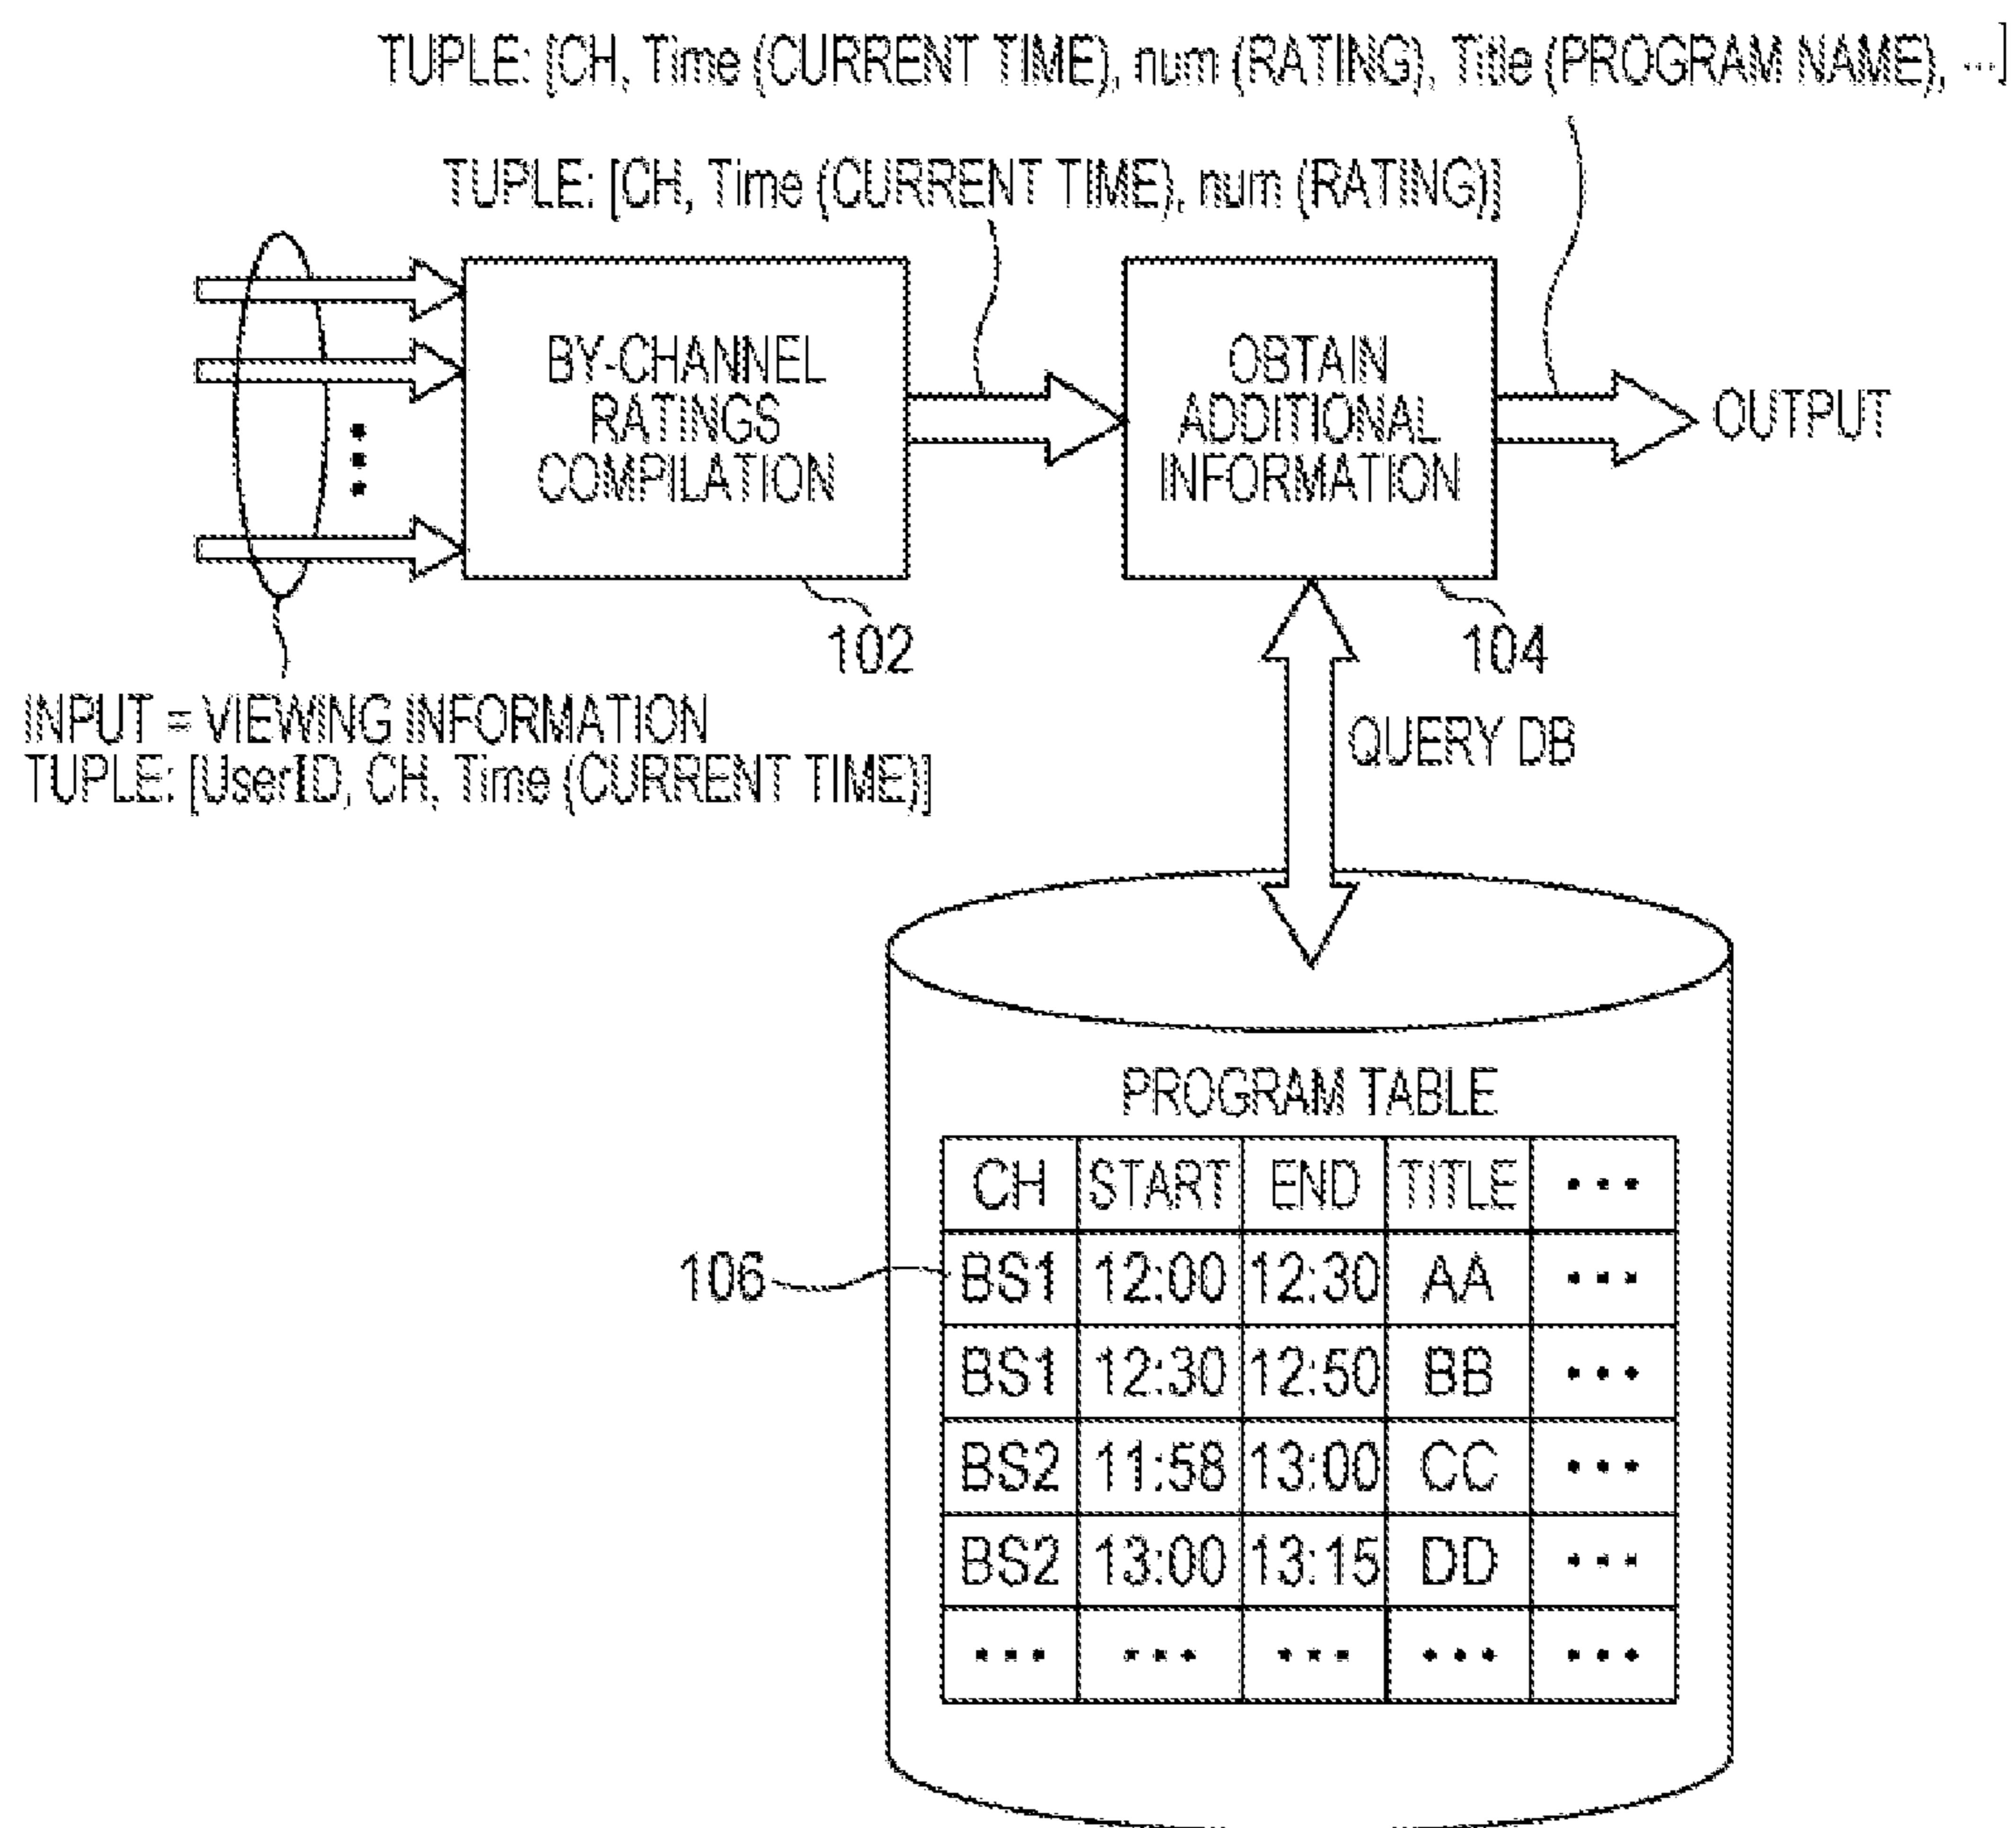 TUPLE: [CH, Time (CURRENT TIME), num (RATING), Title (PROGRAM NAME), ...]
TUPLE: [CH, Time (CURRENT TIME), num (RATING)]
BY-CHANNEL
RATINGS
COMPILATION
OBTAIN
ADDITIONAL
INFORMATION
OUTPUT
102
104
INPUT = VIEWING INFORMATION
TUPLE: [UserID, CH, Time (CURRENT TIME)]
QUERY DB
PROGRAM TABLE
CH START END TITLE ...
106
BS1 12:00 12:30 AA ...
BS1 12:30 12:50 BB ...
BS2 11:58 13:00 CC ...
BS2 13:00 13:15 DD ...
... ... ... ... ...